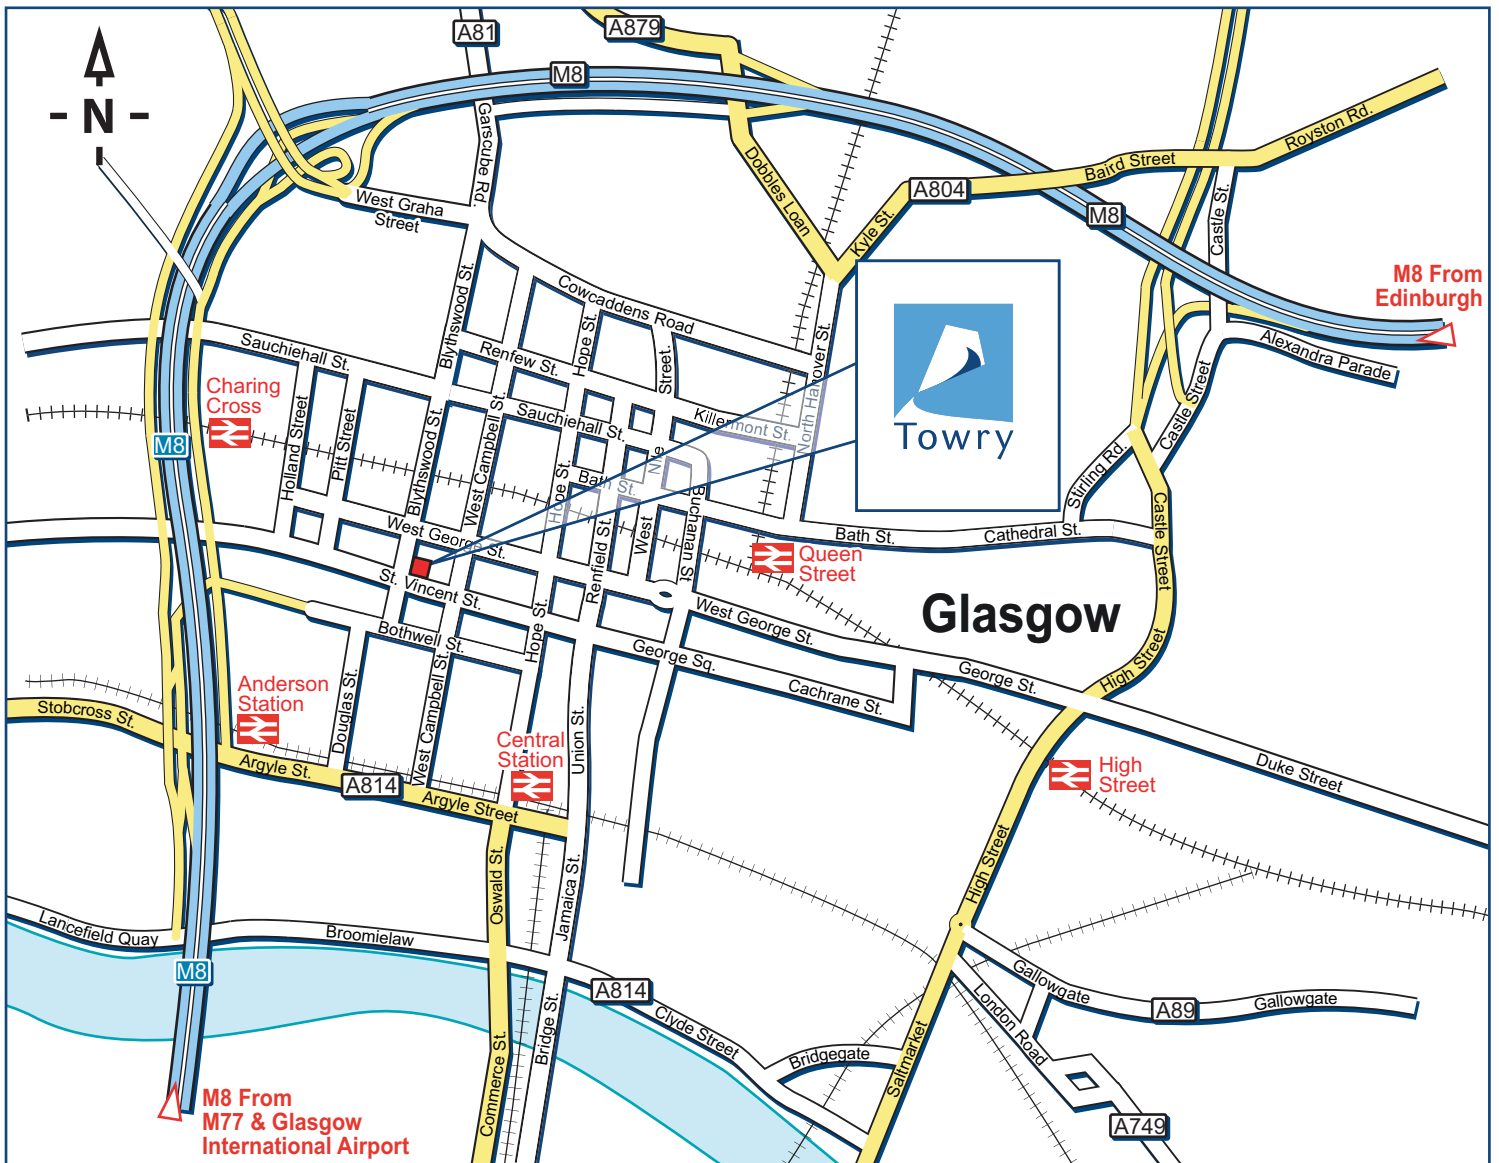 A81
A879
M8
- N -
Garscube Rd.
Dobbles Loan
Kyle St.
A804
Baird Street
Royston Rd.
M8
Castle St.
M8 From
Edinburgh
West Graha
Street
Blythswood St.
Cowcaddens Road
Hope St.
Renfew St.
Street.
North Hanover St.
Alexandra Parade
Castle Street
Sauchiehall St.
Charing
Cross
M8
Holland Street
Pitt Street
Blythswood St.
West Campbell St.
Sauchiehall St.
Killermont St.
Towry
Stirling Rd.
Hope St.
Bath St.
Nile
Buchanan St
West
Renfield St.
West George St.
Bath St.
Cathedral St.
Castle Street
Queen
Street
Glasgow
St. Vincent St.
Bothwell St.
Hope St.
West George St.
George Sq.
Cachrane St.
George St.
High Street
Duke Street
Anderson
Station
Stobcross St.
Douglas St.
West Campbell St.
Central
Station
Union St.
High
Street
Argyle St.
A814
Argyle Street
Oswald St.
Jamaica St.
High Street
Lancefield Quay
Broomielaw
M8
A814
Clyde Street
Bridge St.
Commerce St.
Bridgegate
Saltmarket
London Road
Gallowgate
A89
Gallowgate
A749
M8 From
M77 & Glasgow
International Airport